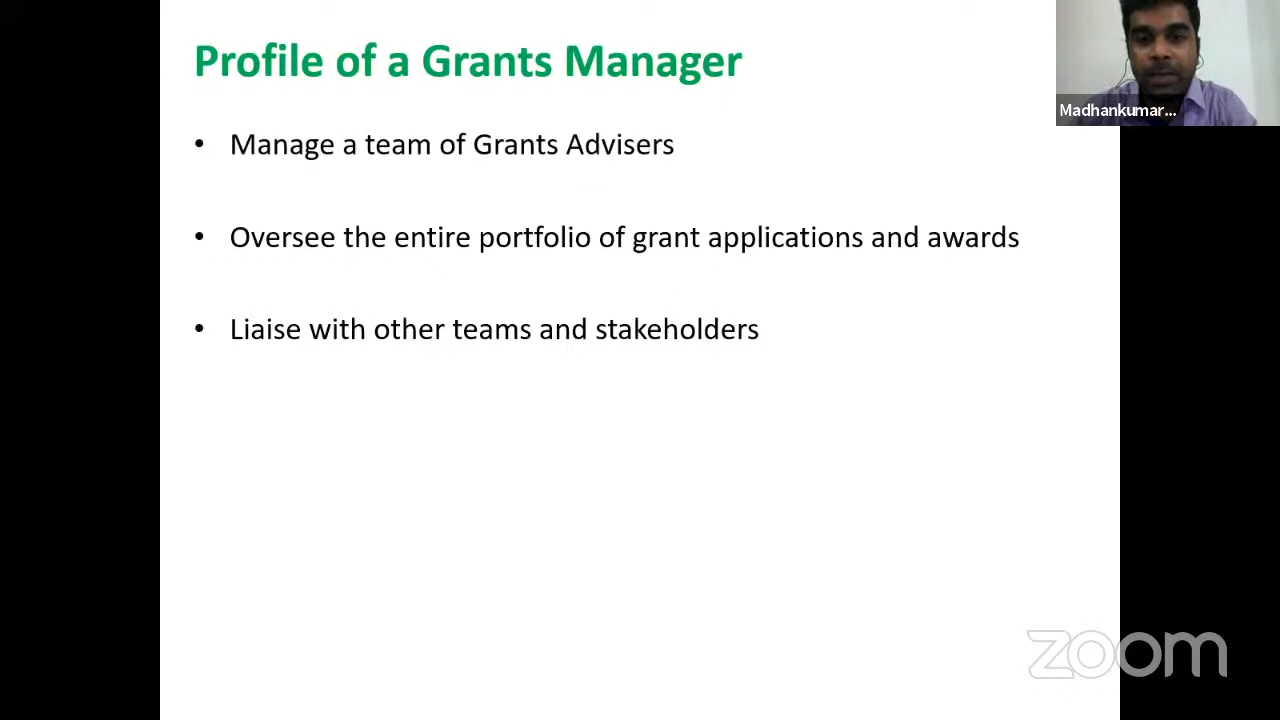 Profile of a Grants Manager
• Manage a team of Grants Advisers
• Oversee the entire portfolio of grant applications and awards
• Liaise with other teams and stakeholders
Madhankumar...
zoom